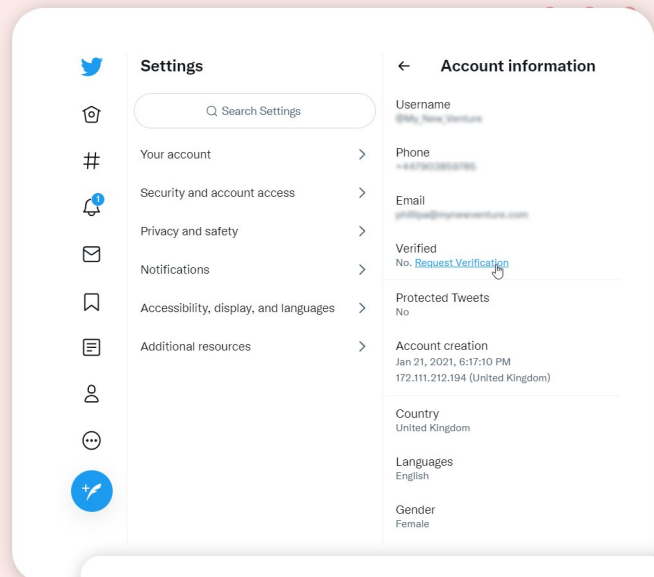 Settings
Search Settings
Your account
Security and account access
Privacy and safety
Notifications
Accessibility, display, and languages
Additional resources
1
Account information
Username
Phone
Email
Verified
No. Request Verification
Protected Tweets
No
Account creation
Jan 21, 2021, 6:17:10 PM
172.111.212.194 (United Kingdom)
Country
United Kingdom
Languages
English
Gender
Female